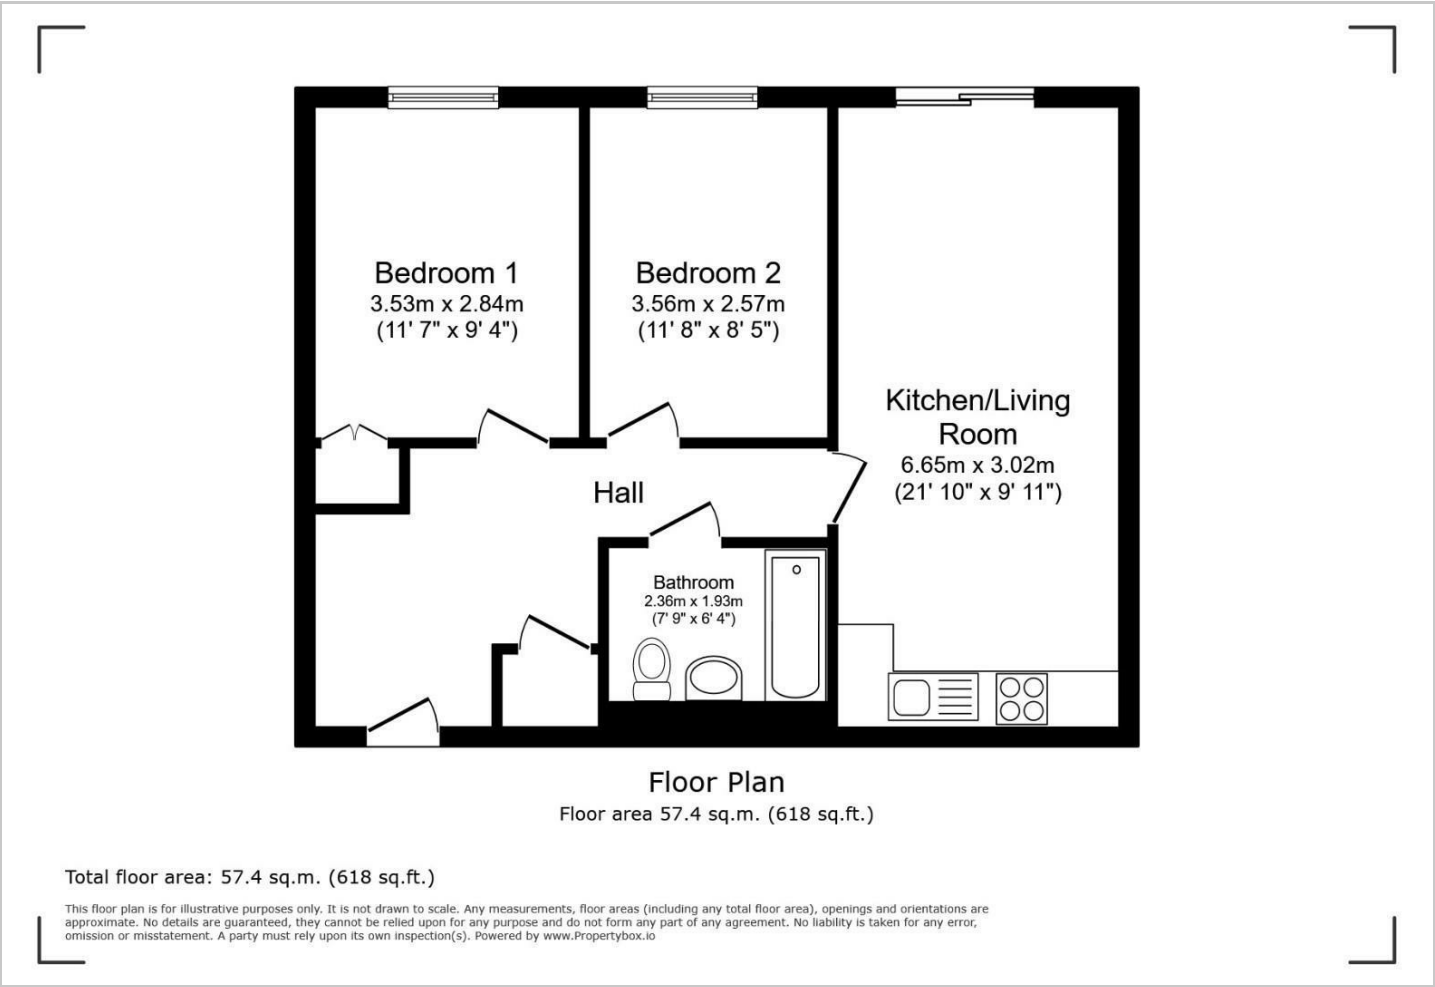 Bedroom 1
3.53m x 2.84m
(11' 7" x 9' 4")
Bedroom 2
3.56m x 2.57m
(11' 8" x 8' 5")
Kitchen/Living
Room
6.65m x 3.02m
(21' 10" x 9' 11")
Hall
Bathroom
2.36m x 1.93m
(7' 9" x 6' 4")
Floor Plan
Floor area 57.4 sq.m. (618 sq.ft.)
Total floor area: 57.4 sq.m. (618 sq.ft.)
This floor plan is for illustrative purposes only. It is not drawn to scale. Any measurements, floor areas (including any total floor area), openings and orientations are
approximate. No details are guaranteed, they cannot be relied upon for any purpose and do not form any part of any agreement. No liability is taken for any error,
omission or misstatement. A party must rely upon its own inspection(s). Powered by www.Propertybox.io